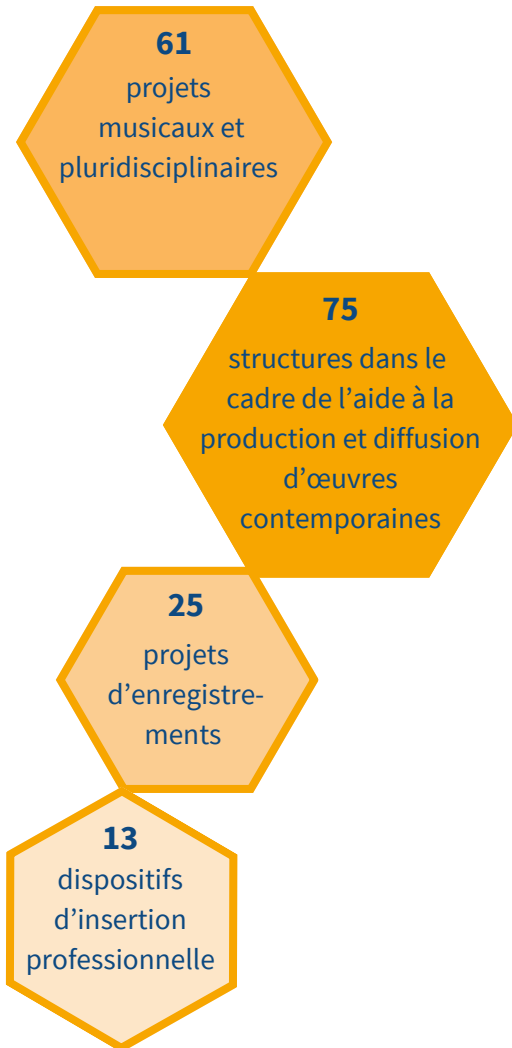 61
projets
musicaux et
pluridisciplinaires
75
structures dans le
cadre de l’aide à la
production et diffusion
d’œuvres
contemporaines
25
projets
d’enregistre-
ments
13
dispositifs
d’insertion
professionnelle